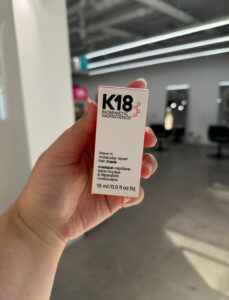 K18
BIOMIMETIC
HAIRSCIENCE
leave-in
molecular repair
hair mask
masque capillaire
sans rinçage
à réparation
moléculaire
15 ml/0.5 fl oz liq